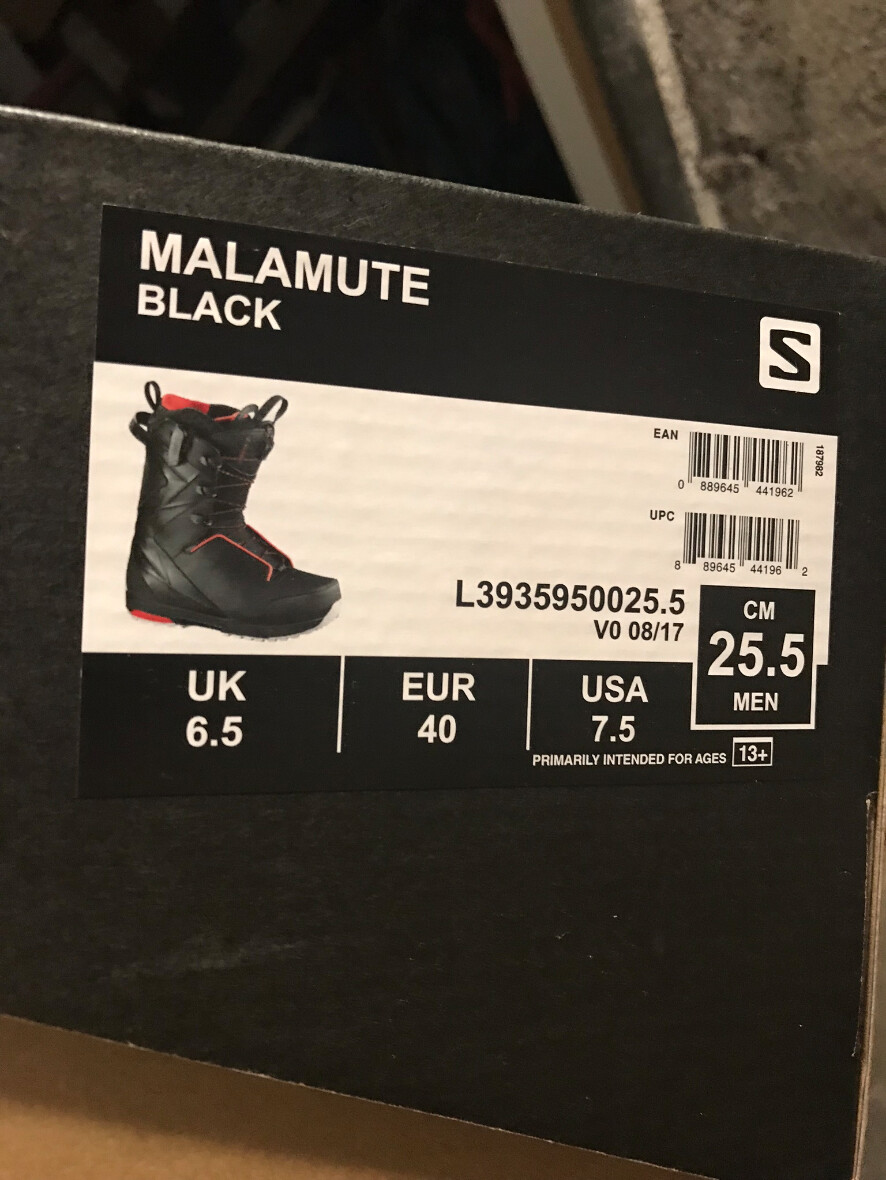 MALAMUTE
BLACK
S
EAN
187982
0 889645 441962
UPC
8 89645 44196 2
L3935950025.5
V0 08/17
CM
25.5
MEN
UK
6.5
EUR
40
USA
7.5
PRIMARILY INTENDED FOR AGES 13+